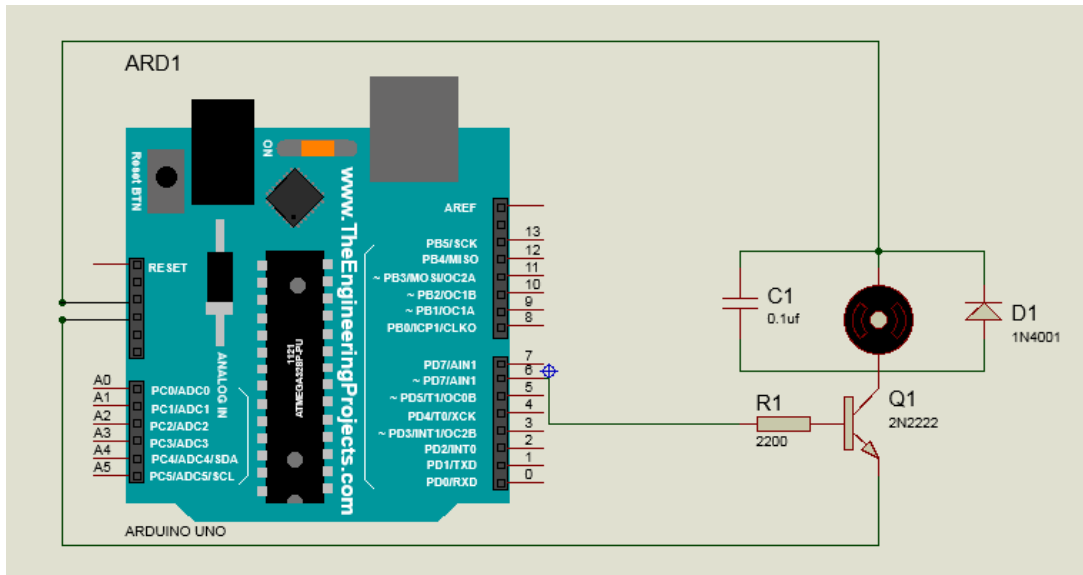 ARD1
Reset BTN
ON
www.TheEngineeringProjects.com
RESET
ANALOG IN
1121
ATMEGA328P-PU
AREF
PB5/SCK 13
PB4/MISO 12
~ PB3/MOSI/OC2A 11
~ PB2/OC1B 10
~ PB1/OC1A 9
PB0/ICP1/CLKO 8
PD7/AIN1 7
~ PD7/AIN1 6
~ PD5/T1/OC0B 5
PD4/T0/XCK 4
~ PD3/INT1/OC2B 3
PD2/INT0 2
PD1/TXD 1
PD0/RXD 0
A0 PC0/ADC0
A1 PC1/ADC1
A2 PC2/ADC2
A3 PC3/ADC3
A4 PC4/ADC4/SDA
A5 PC5/ADC5/SCL
ARDUINO UNO
C1
0.1uf
D1
1N4001
R1
2200
Q1
2N2222